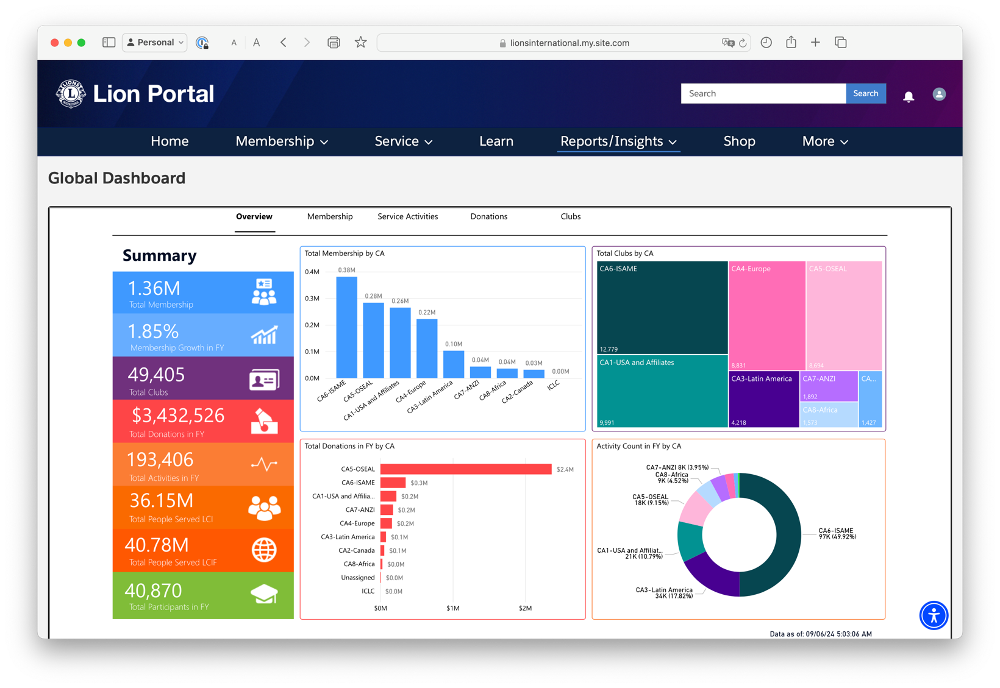 Personal
A A
lionsinternational.my.site.com
LIONS
L
INTERNATIONAL
Lion Portal
Search
Search
Home Membership Service Learn Reports/Insights Shop More
Global Dashboard
Overview Membership Service Activities Donations Clubs
Summary
1.36M
Total Membership
1.85%
Membership Growth in FY
49,405
Total Clubs
$3,432,526
Total Donations in FY
193,406
Total Activities in FY
36.15M
Total People Served LCI
40.78M
Total People Served LCIF
40,870
Total Participants in FY
Total Membership by CA
0.4M
0.3M
0.2M
0.1M
0.0M
0.38M
0.28M
0.26M
0.22M
0.10M
0.04M
0.04M
0.03M
0.00M
CA6-ISAME
CA5-OSEAL
CA1-USA and Affiliates
CA4-Europe
CA3-Latin America
CA7-ANZI
CA8-Africa
CA2-Canada
ICLC
Total Clubs by CA
CA6-ISAME
12,779
CA1-USA and Affiliates
9,991
CA4-Europe
8,831
CA5-OSEAL
8,694
CA3-Latin America
4,218
CA7-ANZI
1,892
CA8-Africa
1,573
CA...
1,427
Total Donations in FY by CA
CA5-OSEAL $2.4M
CA6-ISAME $0.3M
CA1-USA and Affilia... $0.2M
CA7-ANZI $0.2M
CA4-Europe $0.2M
CA3-Latin America $0.1M
CA2-Canada $0.1M
CA8-Africa $0.0M
Unassigned $0.0M
ICLC $0.0M
$0M $1M $2M
Activity Count in FY by CA
CA7-ANZI 8K (3.95%)
CA8-Africa
9K (4.52%)
CA5-OSEAL
18K (9.15%)
CA1-USA and Affiliat...
21K (10.79%)
CA3-Latin America
34K (17.82%)
CA6-ISAME
97K (49.92%)
Data as of: 09/06/24 5:03:06 AM